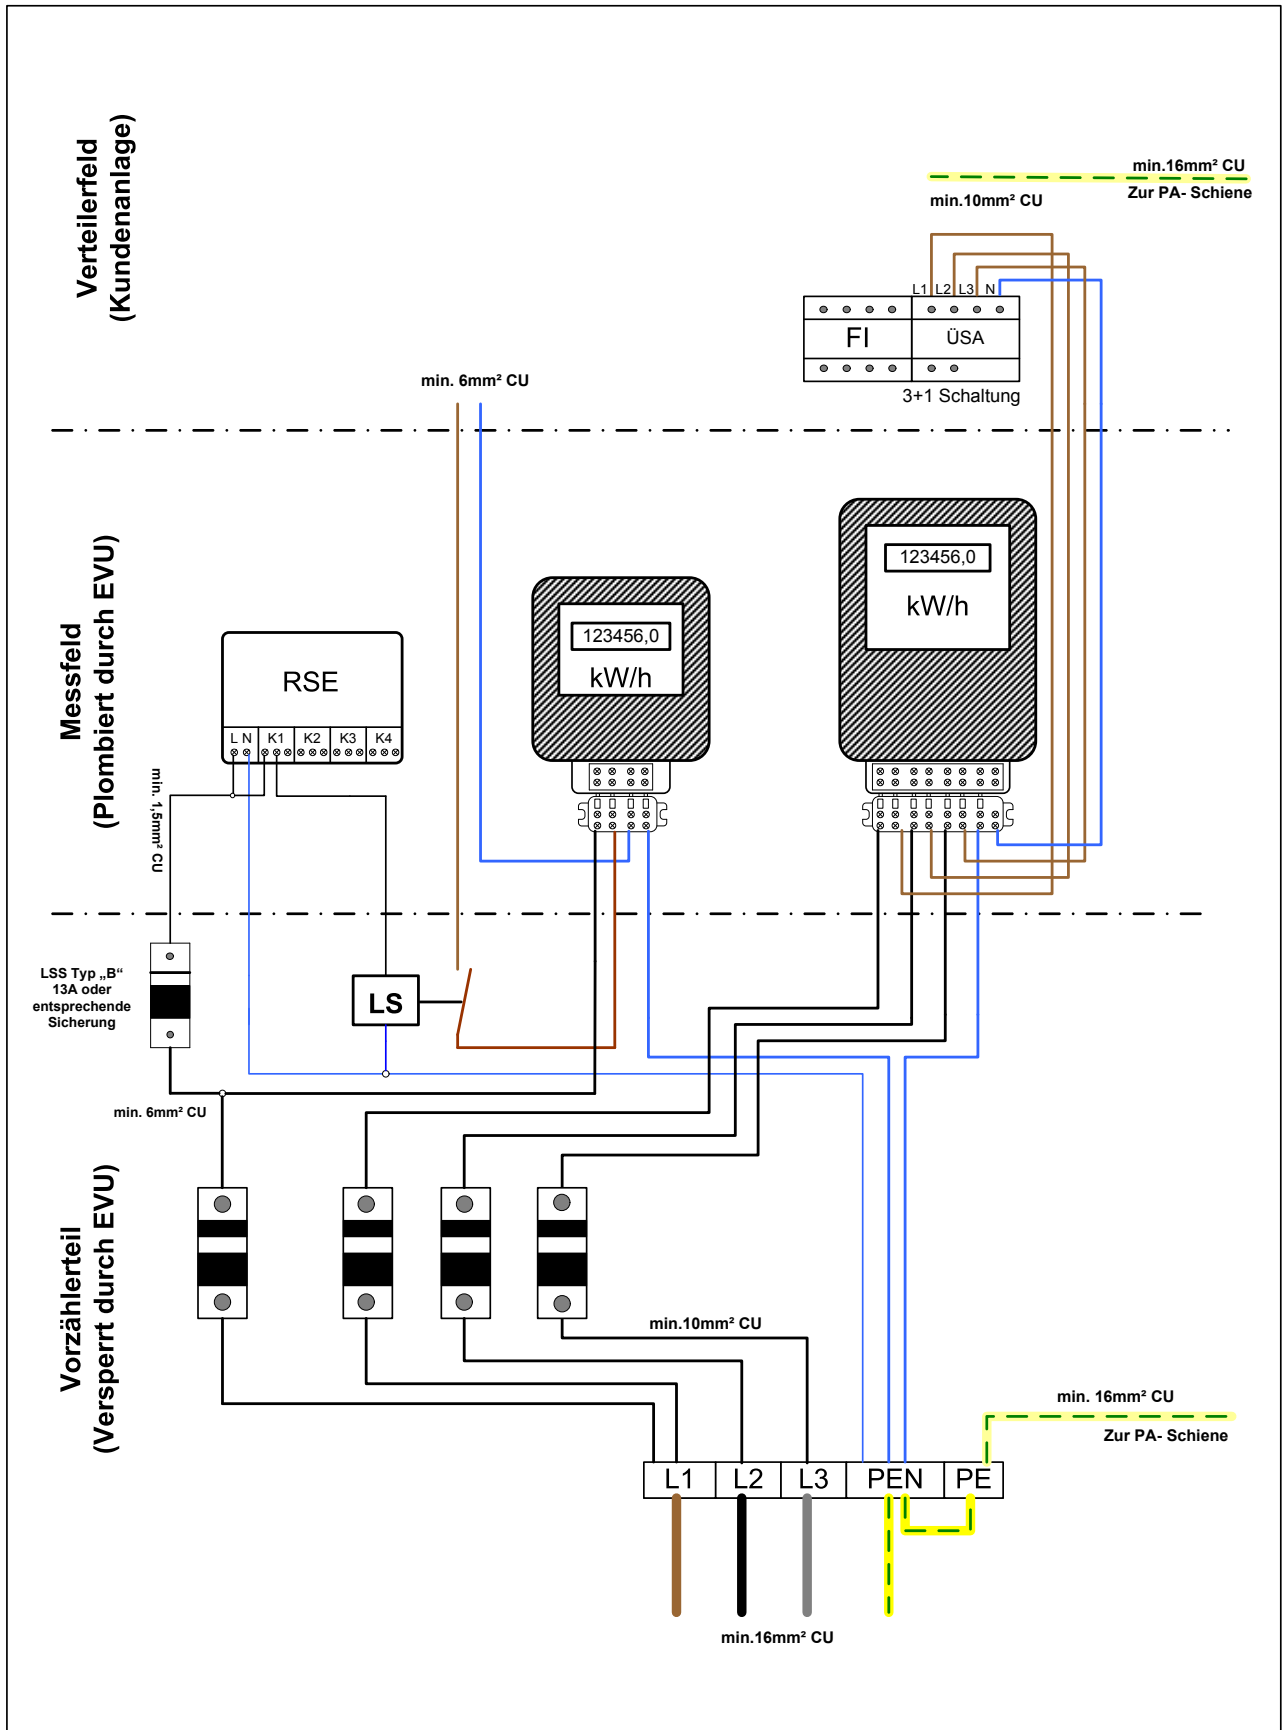 Verteilerfeld
(Kundenanlage)
min.16mm² CU
Zur PA- Schiene
min.10mm² CU
L1 L2 L3 N
FI
ÜSA
3+1 Schaltung
min. 6mm² CU
Messfeld
(Plombiert durch EVU)
123456,0
kW/h
123456,0
kW/h
RSE
L N K1 K2 K3 K4
min. 1,5mm² CU
LSS Typ „B“
13A oder
entsprechende
Sicherung
LS
min. 6mm² CU
Vorzählerteil
(Versperrt durch EVU)
min.10mm² CU
min. 16mm² CU
Zur PA- Schiene
L1 L2 L3 PEN PE
min.16mm² CU